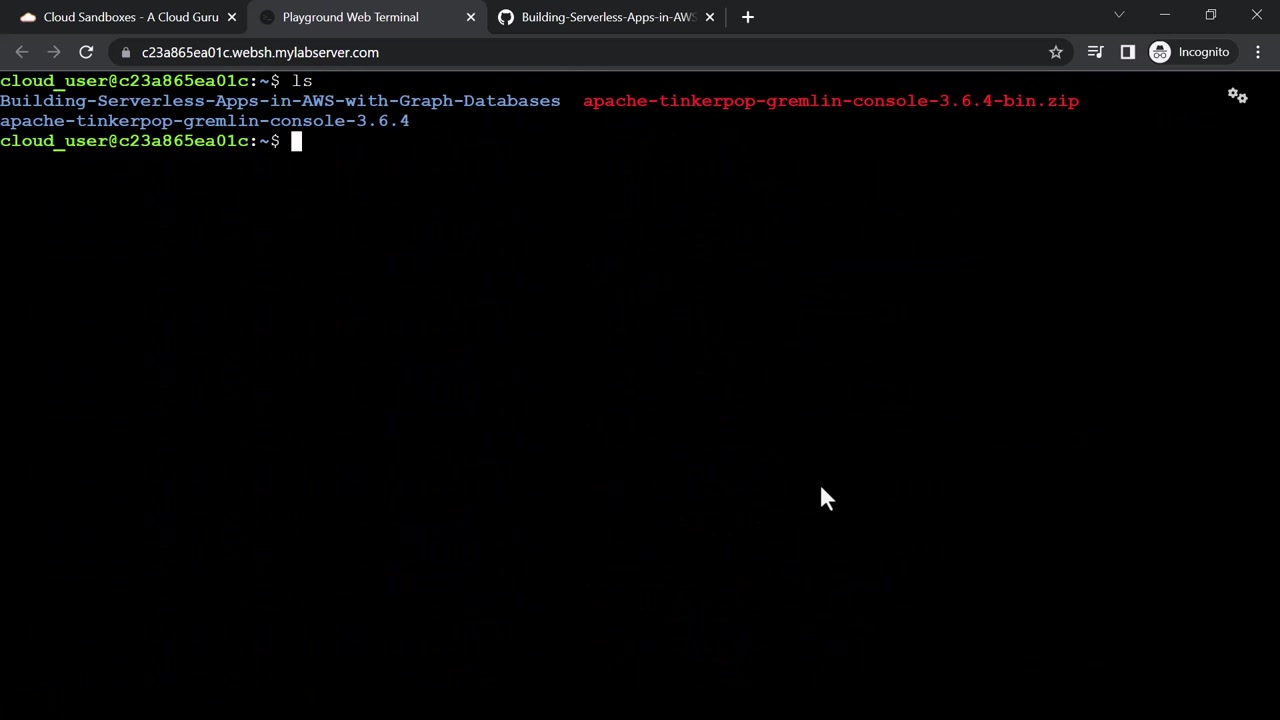 Cloud Sandboxes - A Cloud Guru
Playground Web Terminal
Building-Serverless-Apps-in-AWS
c23a865ea01c.websh.mylabserver.com
Incognito
cloud_user@c23a865ea01c:~$ ls
Building-Serverless-Apps-in-AWS-with-Graph-Databases apache-tinkerpop-gremlin-console-3.6.4-bin.zip
apache-tinkerpop-gremlin-console-3.6.4
cloud_user@c23a865ea01c:~$